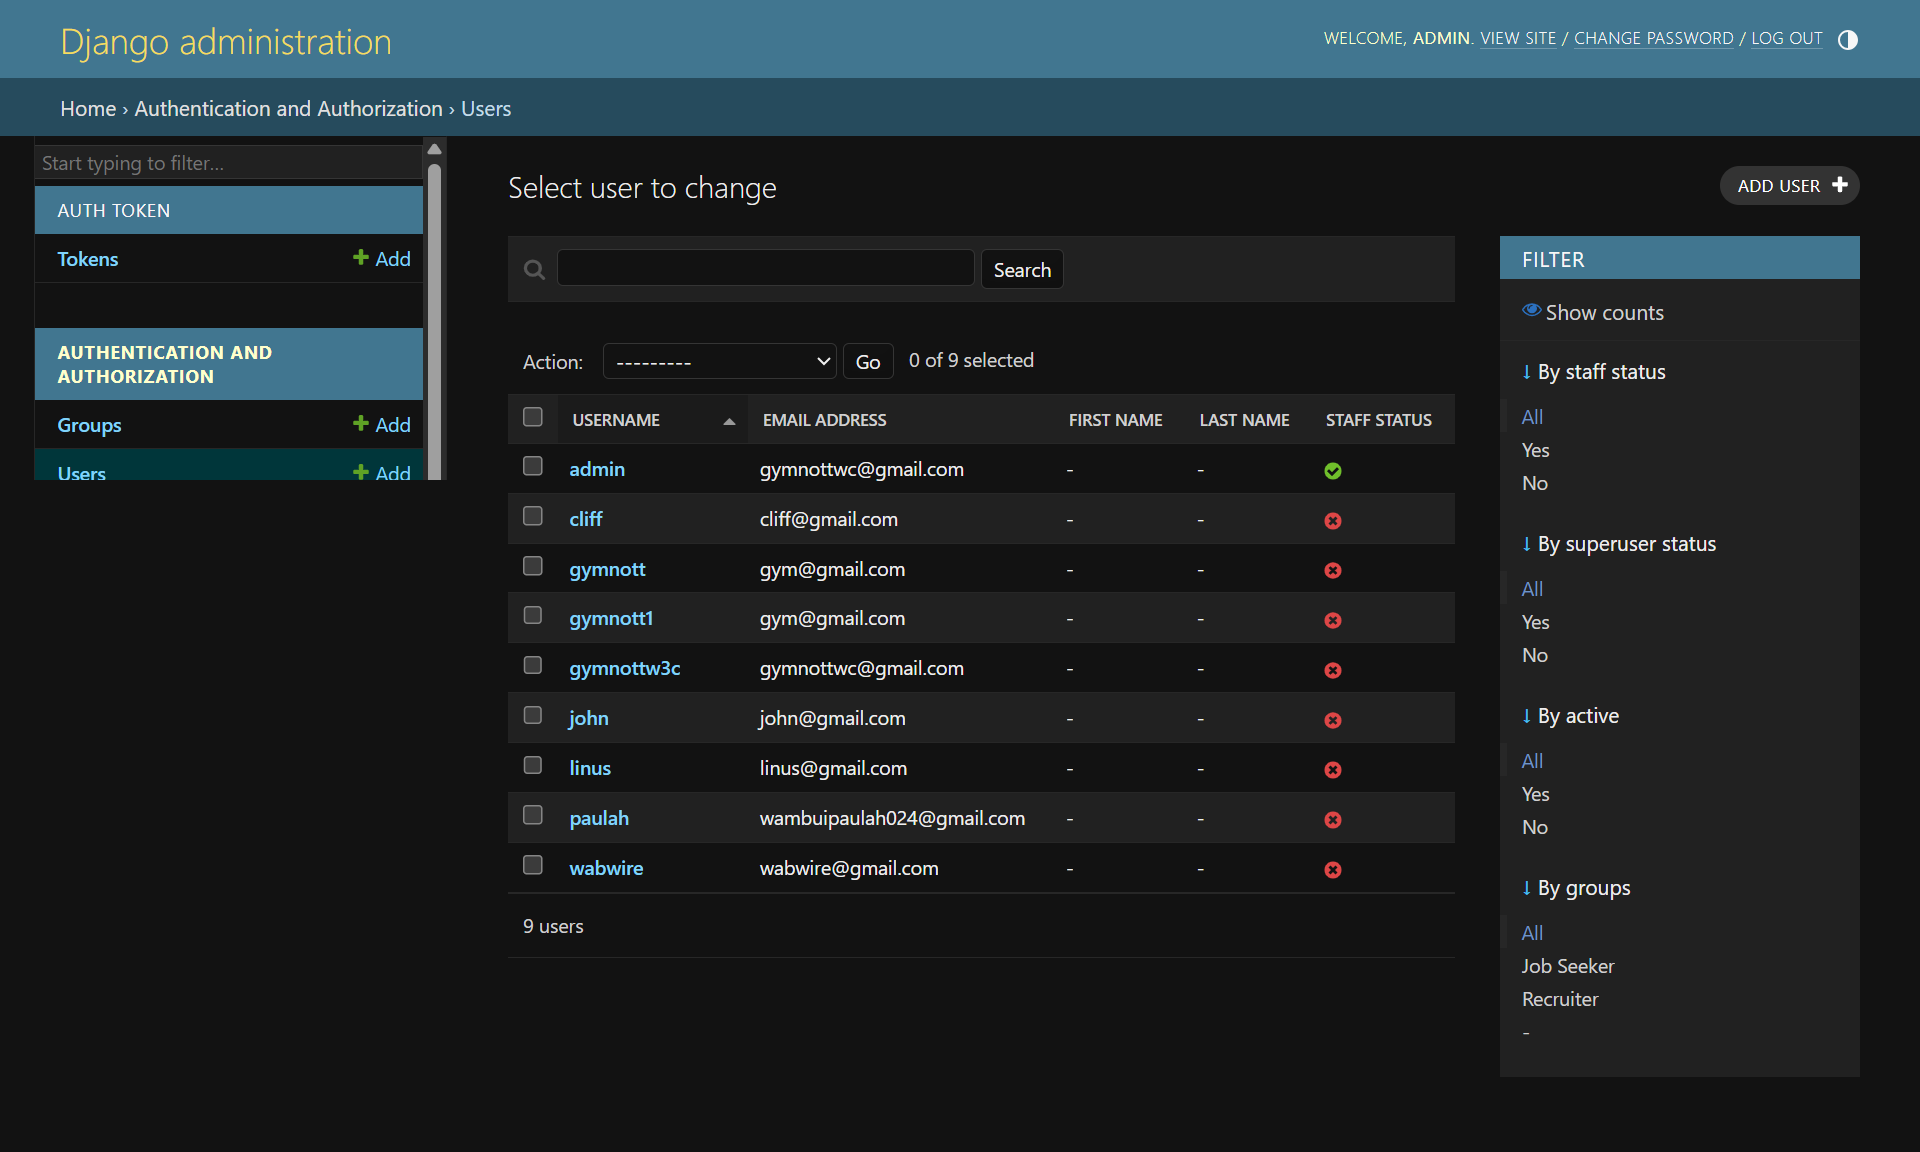 Django administration
WELCOME, ADMIN. VIEW SITE / CHANGE PASSWORD / LOG OUT
Home › Authentication and Authorization › Users
Start typing to filter...
AUTH TOKEN
Tokens Add
AUTHENTICATION AND
AUTHORIZATION
Groups Add
Users Add
Select user to change
ADD USER
Search
Action: --------- Go 0 of 9 selected
USERNAME EMAIL ADDRESS FIRST NAME LAST NAME STAFF STATUS
admin gymnottwc@gmail.com - -
cliff cliff@gmail.com - -
gymnott gym@gmail.com - -
gymnott1 gym@gmail.com - -
gymnottw3c gymnottwc@gmail.com - -
john john@gmail.com - -
linus linus@gmail.com - -
paulah wambuipaulah024@gmail.com - -
wabwire wabwire@gmail.com - -
9 users
FILTER
Show counts
↓ By staff status
All
Yes
No
↓ By superuser status
All
Yes
No
↓ By active
All
Yes
No
↓ By groups
All
Job Seeker
Recruiter
-